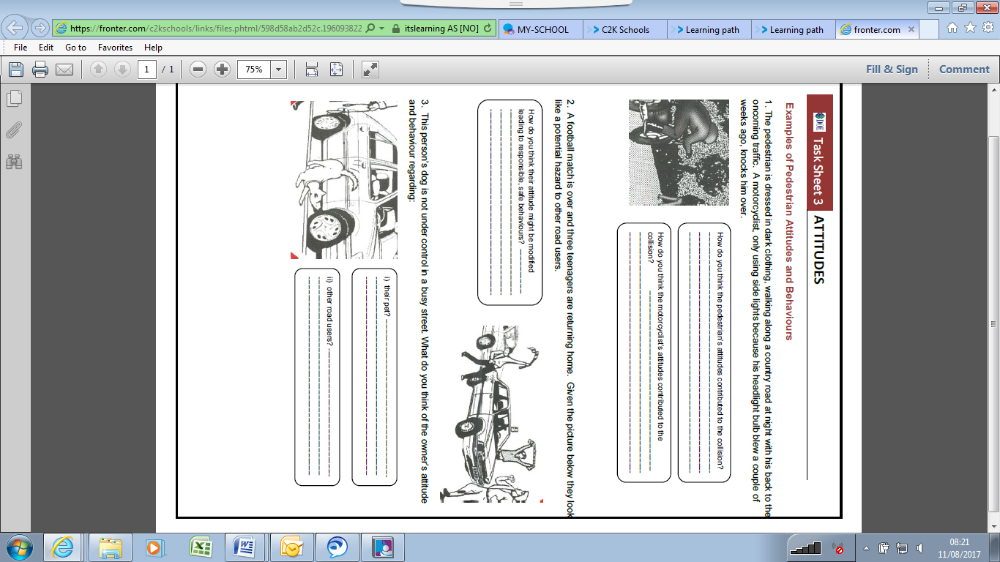 https://fronter.com/c2kschools/links/files.phtml/598d58ab2d52c.196093822
itslearning AS [NO]
MY-SCHOOL
C2K Schools
Learning path
Learning path
fronter.com
File Edit Go to Favorites Help
1 / 1
75%
Fill & Sign
Comment
DOE Task Sheet 3 ATTITUDES
Examples of Pedestrian Attitudes and Behaviours
1. The pedestrian is dressed in dark clothing, walking along a country road at night with his back to the
oncoming traffic. A motorcyclist, only using side lights because his headlight bulb blew a couple of
weeks ago, knocks him over.
How do you think the pedestrian's attitudes contributed to the collision?
How do you think the motorcyclist's attitudes contributed to the
collision?
2. A football match is over and three teenagers are returning home. Given the picture below they look
like a potential hazard to other road users.
How do you think their attitude might be modified
leading to responsible, safe behaviours?
3. This person's dog is not under control in a busy street. What do you think of the owner's attitude
and behaviour regarding:
i) their pet?
ii) other road users?
08:21
11/08/2017